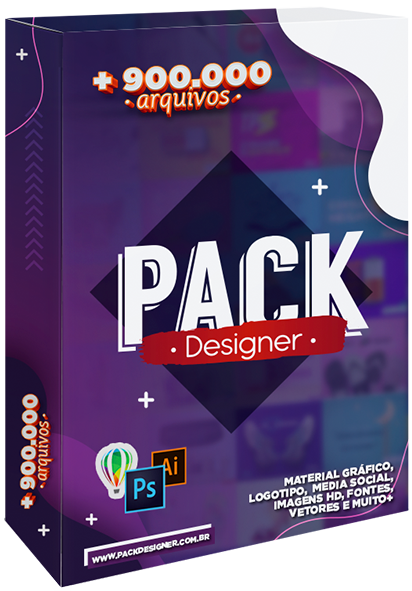 + 900.000
arquivos
PACK
Designer
Ai
Ps
MATERIAL GRÁFICO,
LOGOTIPO, MEDIA SOCIAL,
IMAGENS HD, FONTES,
VETORES E MUITO+
WWW.PACKDESIGNER.COM.BR
+ 900.000
arquivos